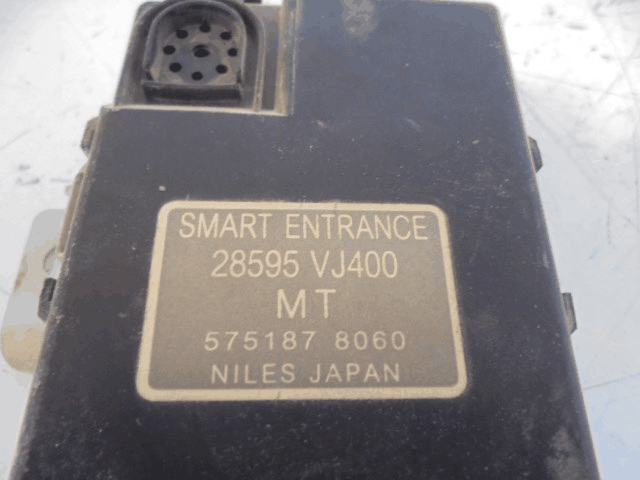 SMART ENTRANCE
28595 VJ400
MT
575187 8060
NILES JAPAN